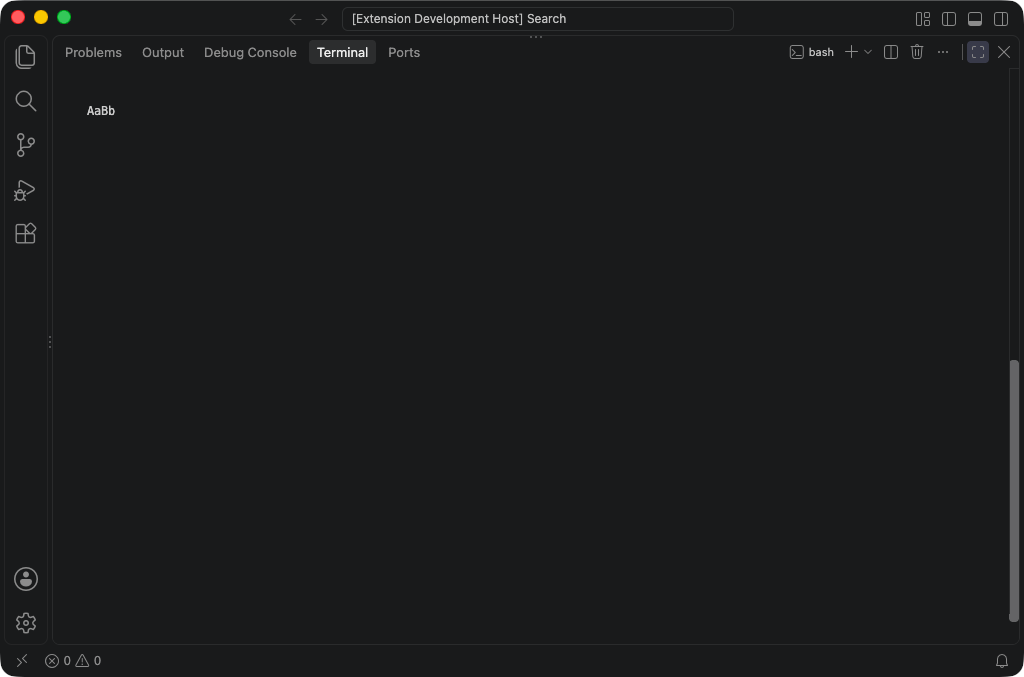 [Extension Development Host] Search
Problems Output Debug Console Terminal Ports bash
AaBb
0 0